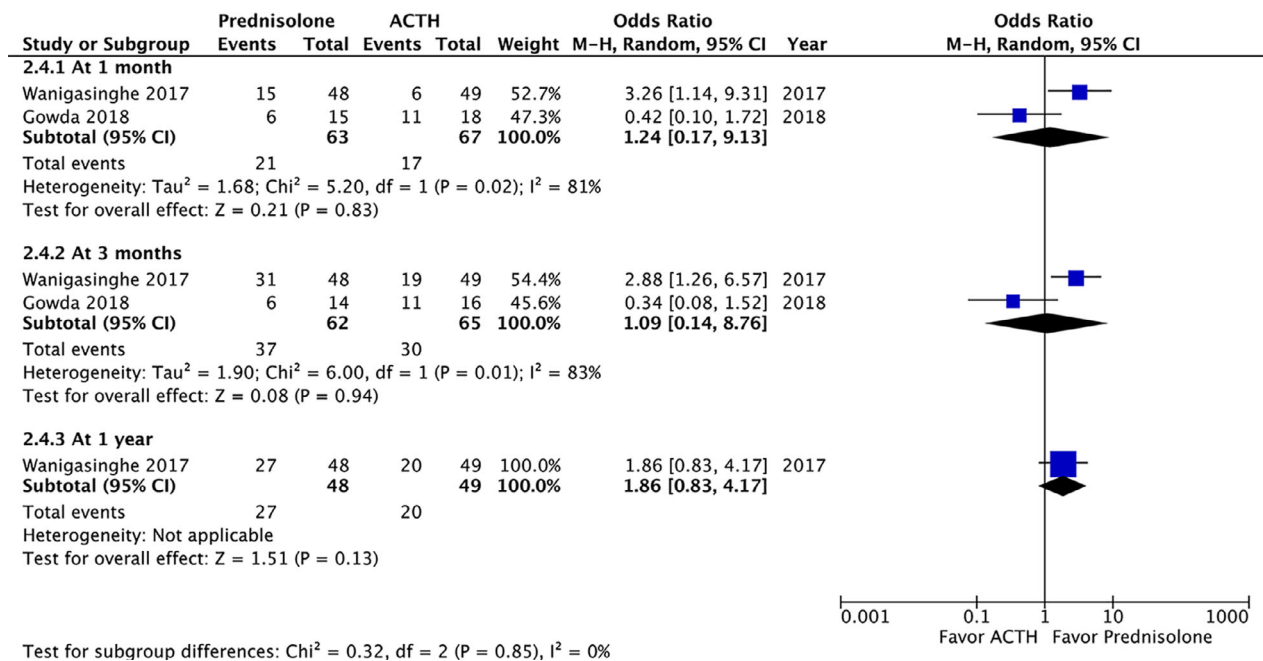 Prednisolone ACTH Odds Ratio Odds Ratio
Study or Subgroup Events Total Events Total Weight M-H, Random, 95% CI Year M-H, Random, 95% CI
2.4.1 At 1 month
Wanigasinghe 2017 15 48 6 49 52.7% 3.26 [1.14, 9.31] 2017
Gowda 2018 6 15 11 18 47.3% 0.42 [0.10, 1.72] 2018
Subtotal (95% CI) 63 67 100.0% 1.24 [0.17, 9.13]
Total events 21 17
Heterogeneity: Tau² = 1.68; Chi² = 5.20, df = 1 (P = 0.02); I² = 81%
Test for overall effect: Z = 0.21 (P = 0.83)
2.4.2 At 3 months
Wanigasinghe 2017 31 48 19 49 54.4% 2.88 [1.26, 6.57] 2017
Gowda 2018 6 14 11 16 45.6% 0.34 [0.08, 1.52] 2018
Subtotal (95% CI) 62 65 100.0% 1.09 [0.14, 8.76]
Total events 37 30
Heterogeneity: Tau² = 1.90; Chi² = 6.00, df = 1 (P = 0.01); I² = 83%
Test for overall effect: Z = 0.08 (P = 0.94)
2.4.3 At 1 year
Wanigasinghe 2017 27 48 20 49 100.0% 1.86 [0.83, 4.17] 2017
Subtotal (95% CI) 48 49 100.0% 1.86 [0.83, 4.17]
Total events 27 20
Heterogeneity: Not applicable
Test for overall effect: Z = 1.51 (P = 0.13)
0.001 0.1 1 10 1000
Favor ACTH Favor Prednisolone
Test for subgroup differences: Chi² = 0.32, df = 2 (P = 0.85), I² = 0%